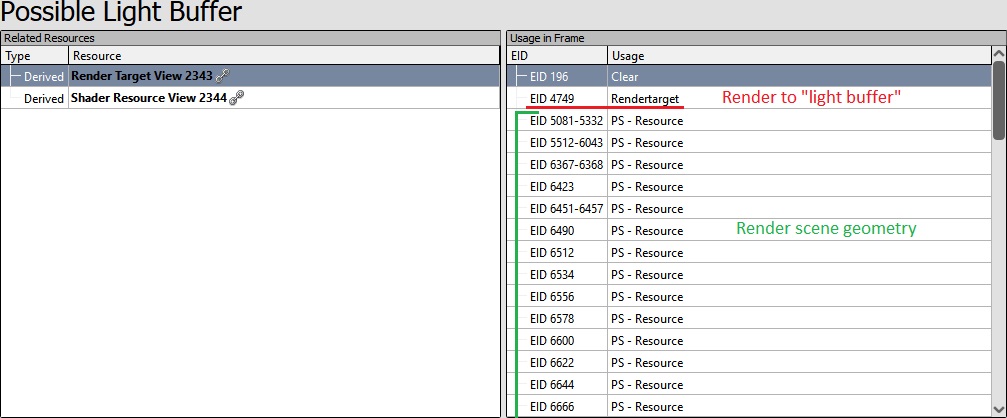 Possible Light Buffer
Related Resources
Type Resource
Derived Render Target View 2343
Derived Shader Resource View 2344
Usage in Frame
EID Usage
EID 196 Clear
EID 4749 Rendertarget Render to "light buffer"
EID 5081-5332 PS - Resource
EID 5512-6043 PS - Resource
EID 6367-6368 PS - Resource
EID 6423 PS - Resource
EID 6451-6457 PS - Resource
EID 6490 PS - Resource Render scene geometry
EID 6512 PS - Resource
EID 6534 PS - Resource
EID 6556 PS - Resource
EID 6578 PS - Resource
EID 6600 PS - Resource
EID 6622 PS - Resource
EID 6644 PS - Resource
EID 6666 PS - Resource